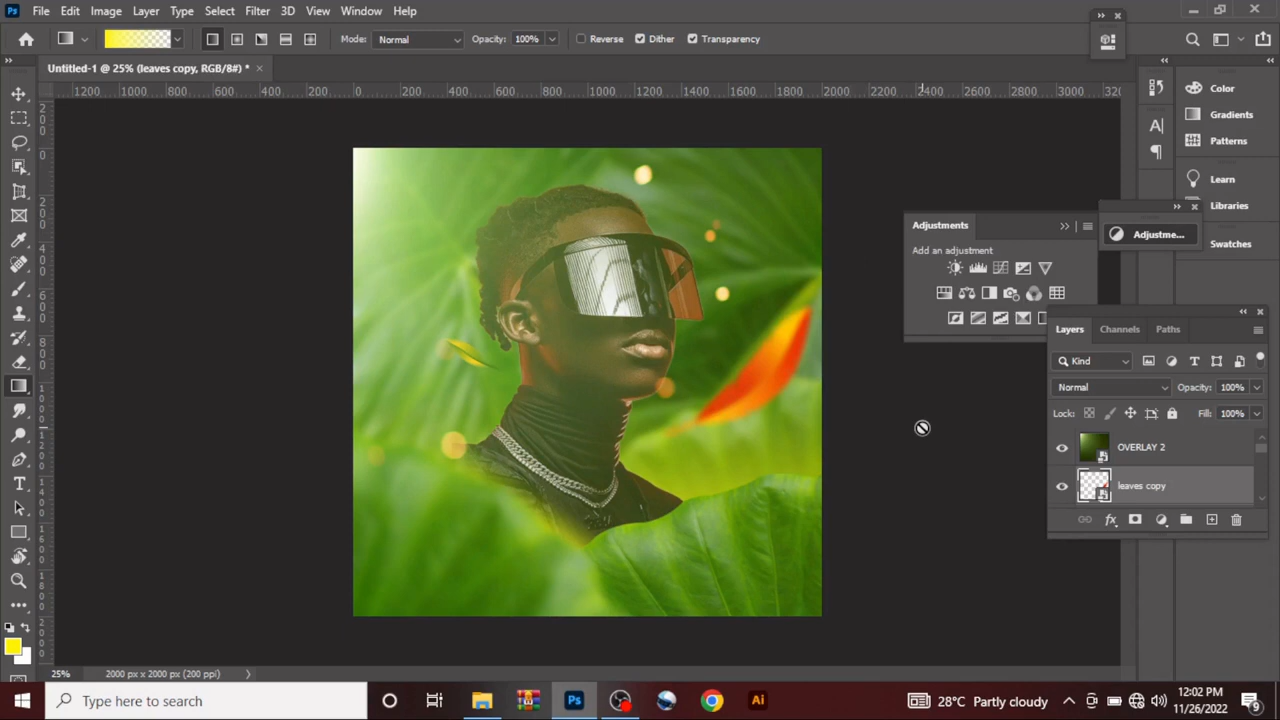 Ps File Edit Image Layer Type Select Filter 3D View Window Help
Mode: Normal Opacity: 100% Reverse Dither Transparency
Untitled-1 @ 25% (leaves copy, RGB/8#) * ×
1200 1000 800 600 400 200 0 200 400 600 800 1000 1200 1400 1600 1800 2000 2200 2400 2600 2800 3000
Color
Gradients
Patterns
Learn
Libraries
Swatches
Adjustments
Adjustme...
Add an adjustment
Layers Channels Paths
Kind
Normal Opacity: 100%
Lock: Fill: 100%
OVERLAY 2
leaves copy
25% 2000 px x 2000 px (200 ppi)
Type here to search
Ps
Ai
28°C Partly cloudy
12:02 PM
11/26/2022
9